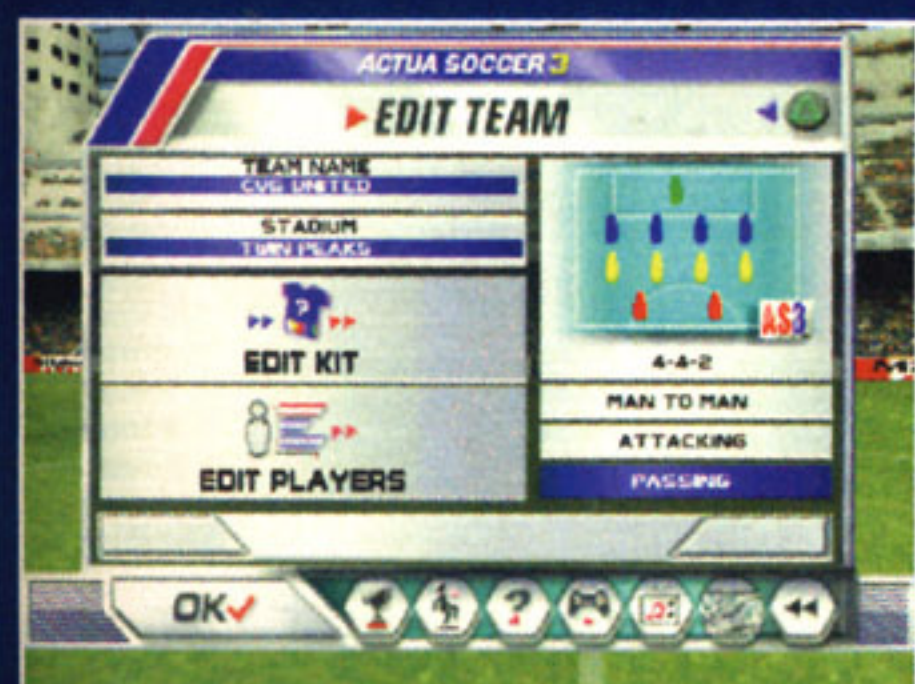 ACTUA SOCCER 3
EDIT TEAM
TEAM NAME
CVG UNITED
STADIUM
TWIN PEAKS
?
EDIT KIT
EDIT PLAYERS
AS3
4-4-2
MAN TO MAN
ATTACKING
PASSING
OK
?